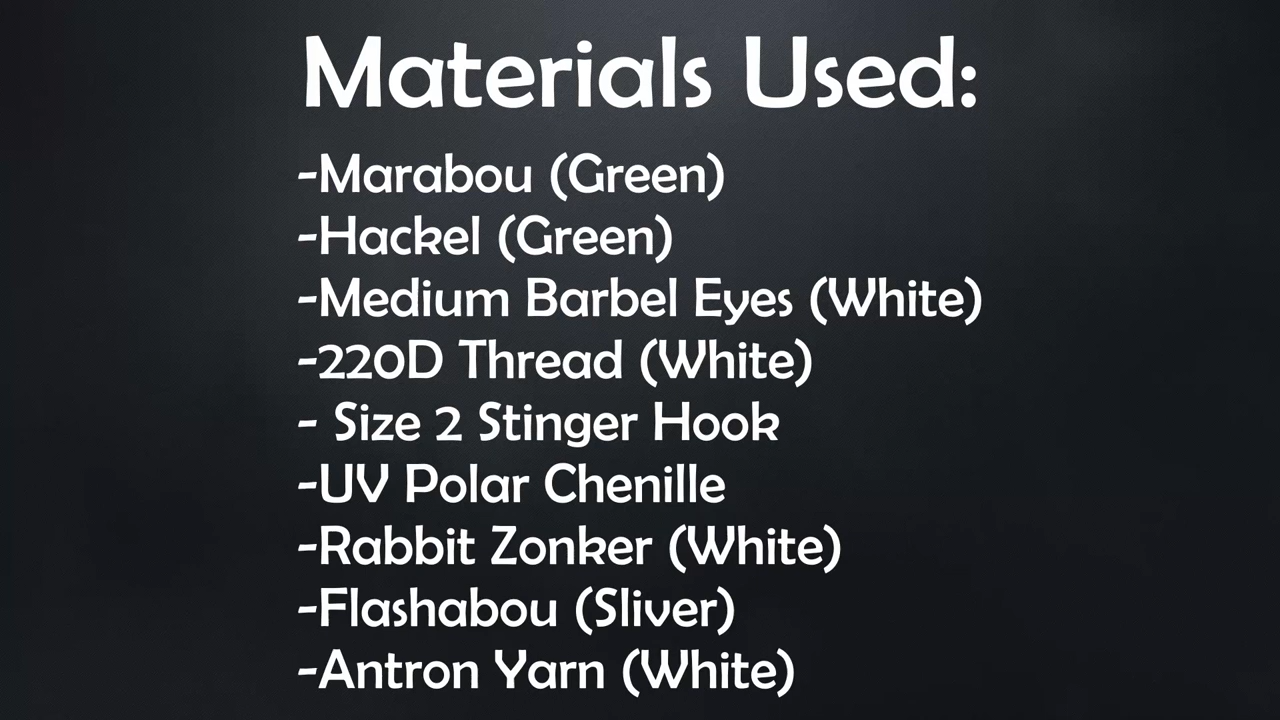 Materials Used:
-Marabou (Green)
-Hackel (Green)
-Medium Barbel Eyes (White)
-220D Thread (White)
- Size 2 Stinger Hook
-UV Polar Chenille
-Rabbit Zonker (White)
-Flashabou (Sliver)
-Antron Yarn (White)